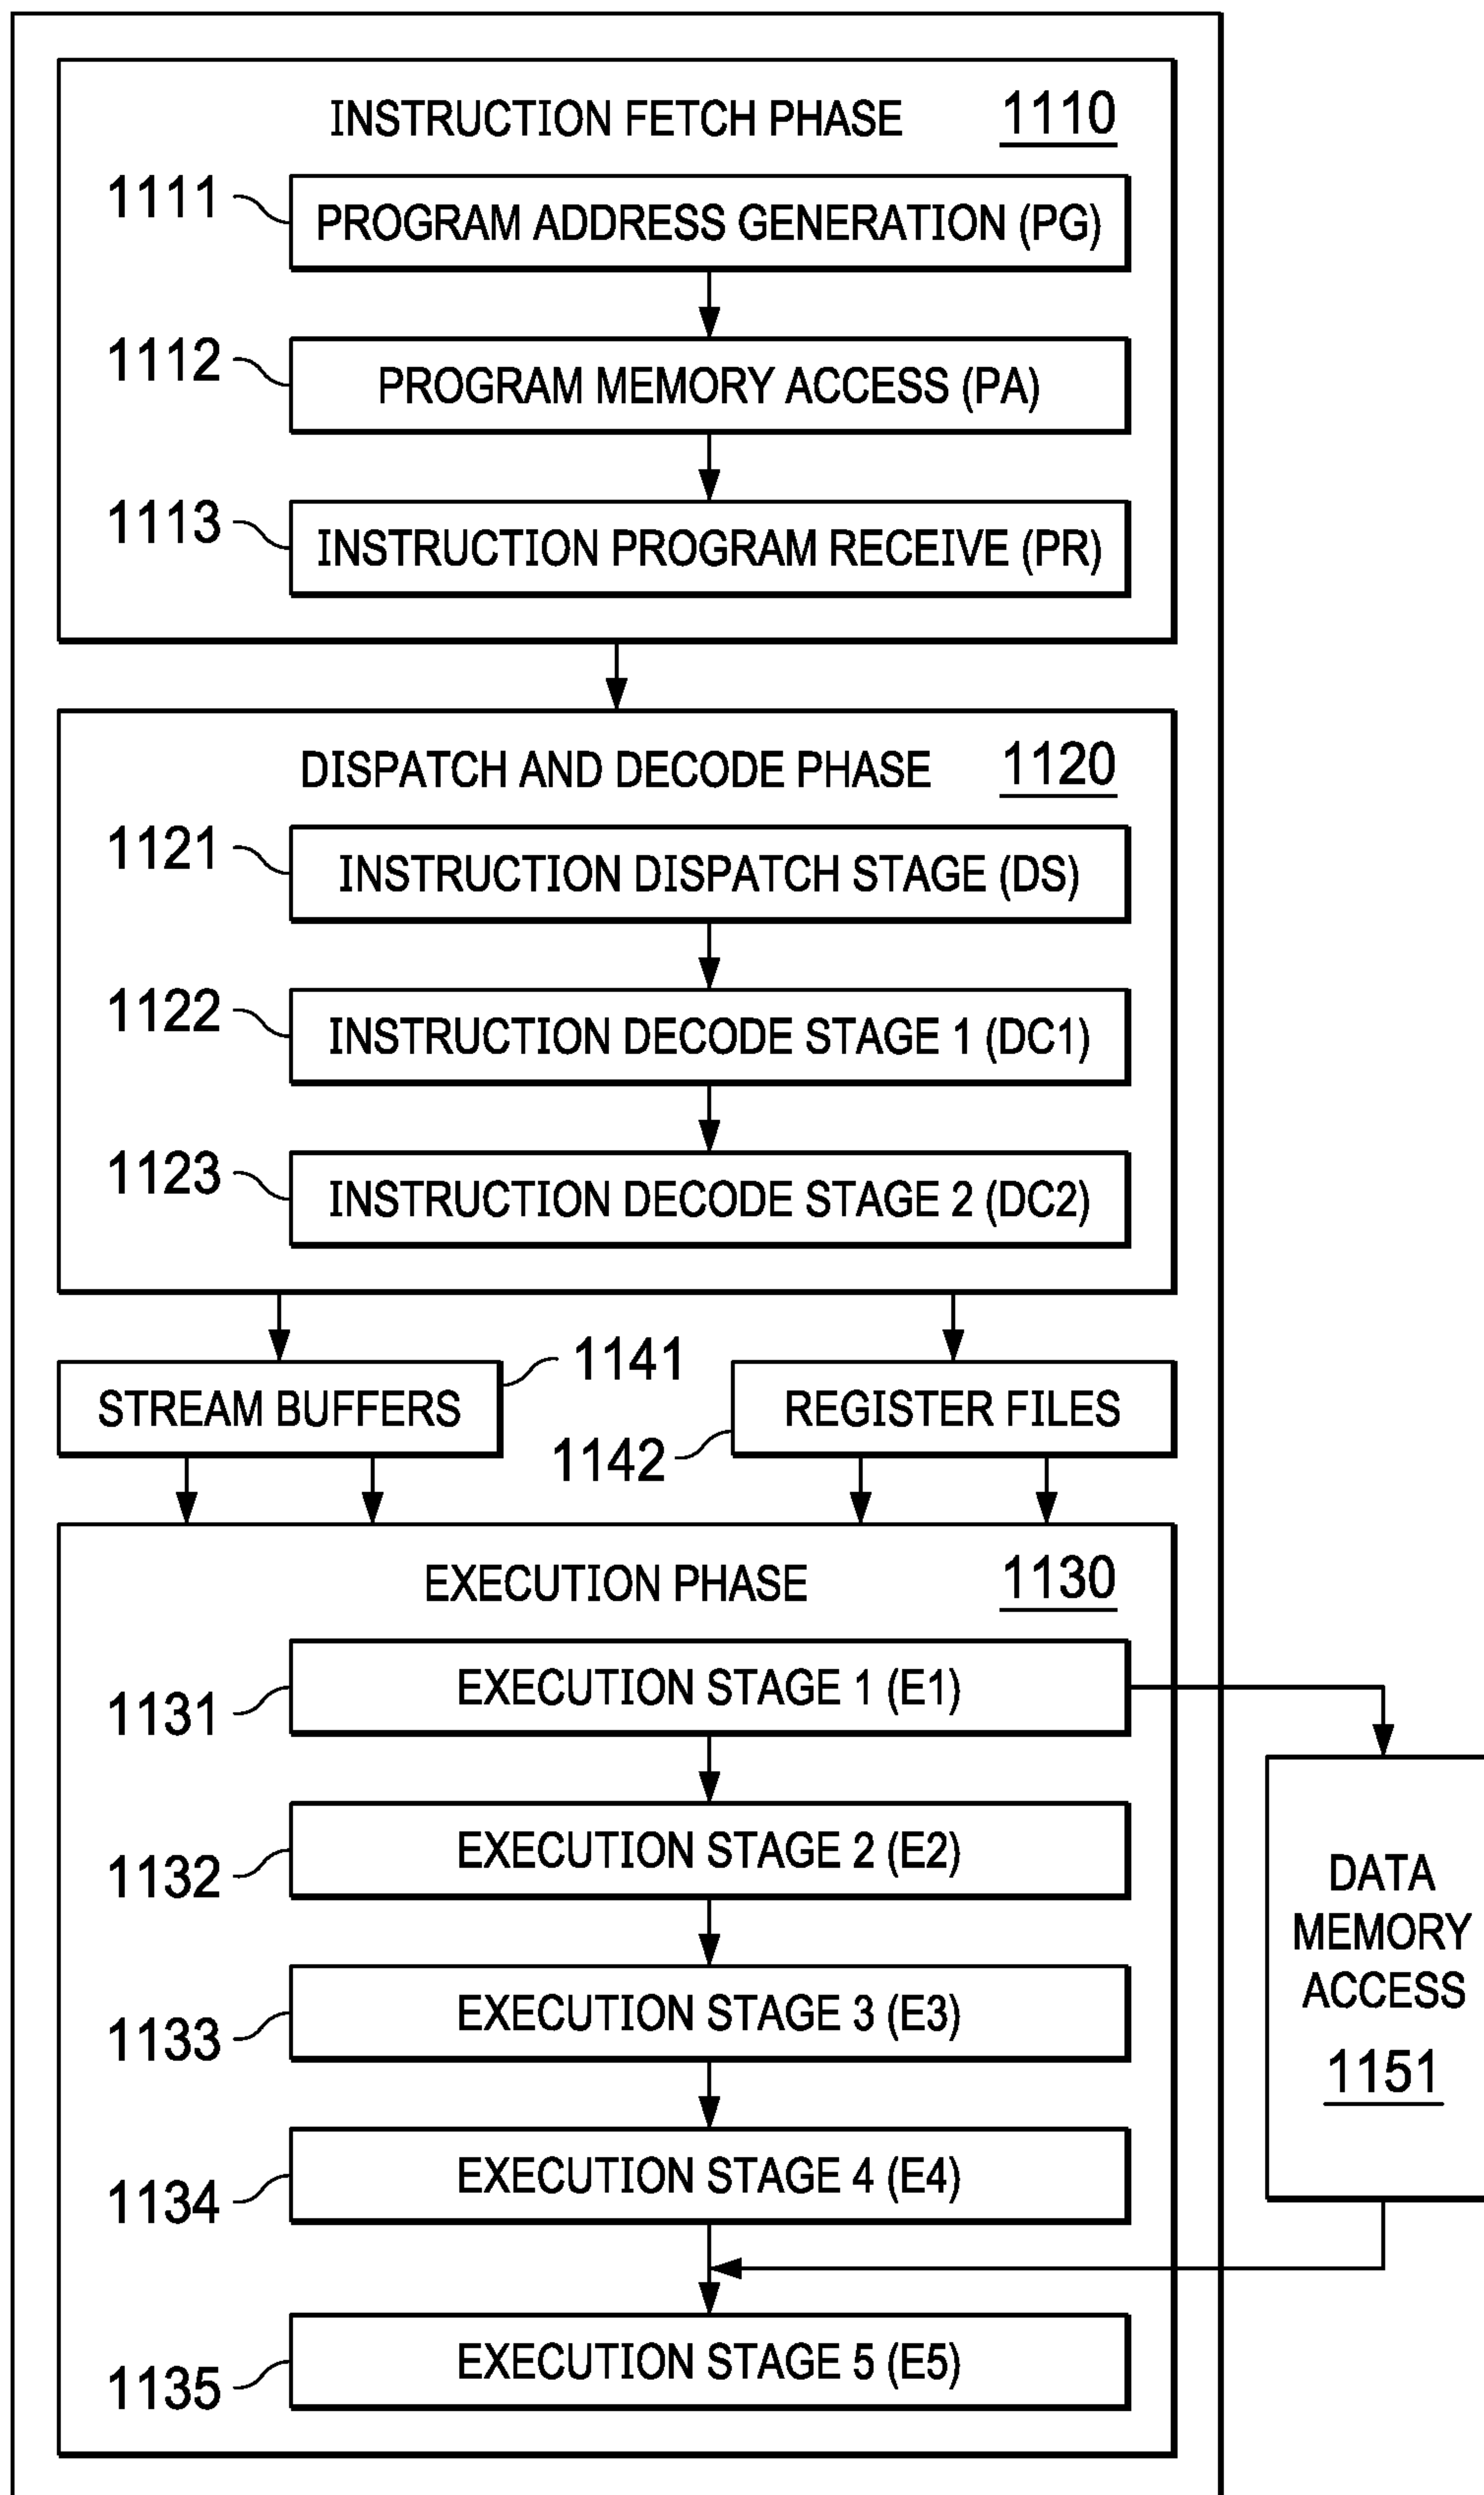 INSTRUCTION FETCH PHASE 1110
1111 PROGRAM ADDRESS GENERATION (PG)
1112 PROGRAM MEMORY ACCESS (PA)
1113 INSTRUCTION PROGRAM RECEIVE (PR)
DISPATCH AND DECODE PHASE 1120
1121 INSTRUCTION DISPATCH STAGE (DS)
1122 INSTRUCTION DECODE STAGE 1 (DC1)
1123 INSTRUCTION DECODE STAGE 2 (DC2)
STREAM BUFFERS 1141
1142 REGISTER FILES
EXECUTION PHASE 1130
1131 EXECUTION STAGE 1 (E1)
1132 EXECUTION STAGE 2 (E2)
1133 EXECUTION STAGE 3 (E3)
1134 EXECUTION STAGE 4 (E4)
1135 EXECUTION STAGE 5 (E5)
DATA
MEMORY
ACCESS
1151